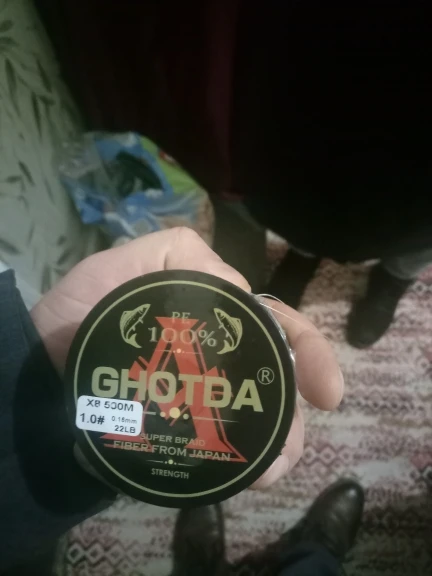 PE
100%
GHOTDA®
X8 500M
1.0# 0.16mm
22LB
SUPER BRAID
FIBER FROM JAPAN
STRENGTH